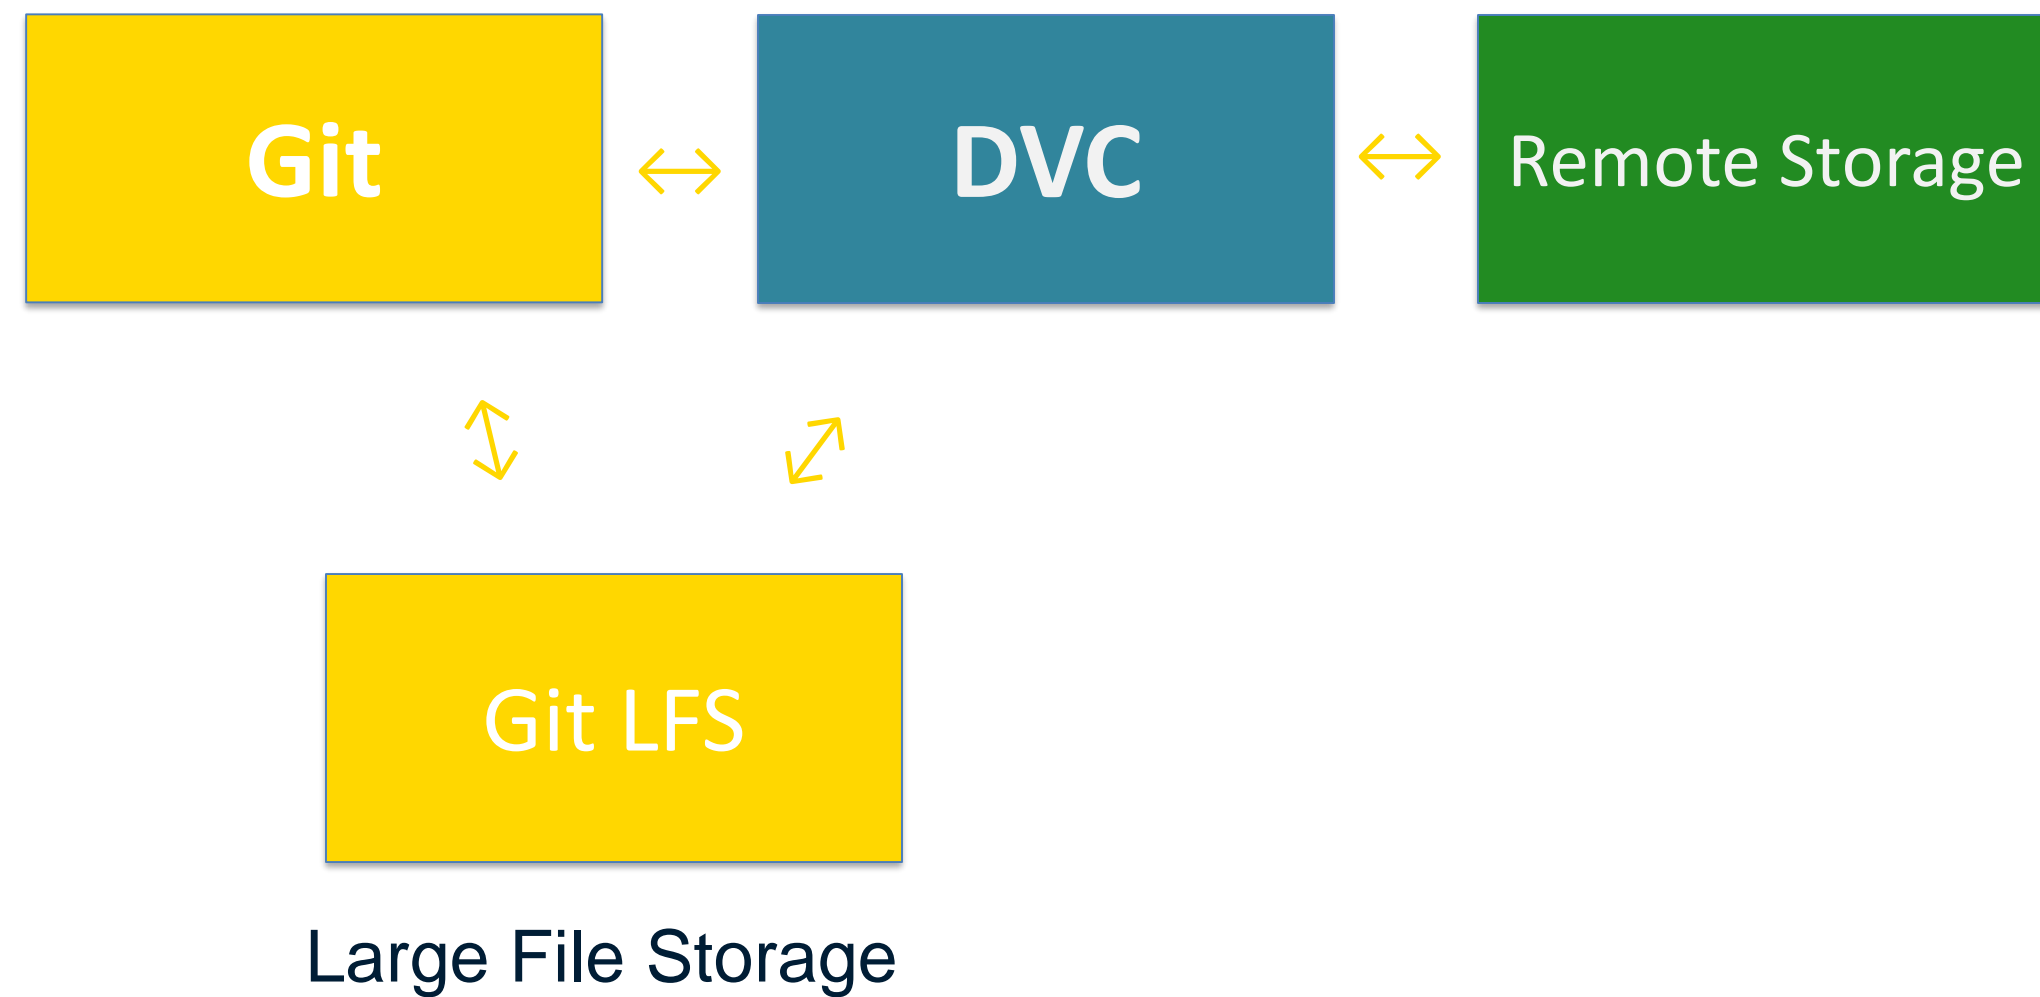 Git
DVC
Remote Storage
Git LFS
Large File Storage